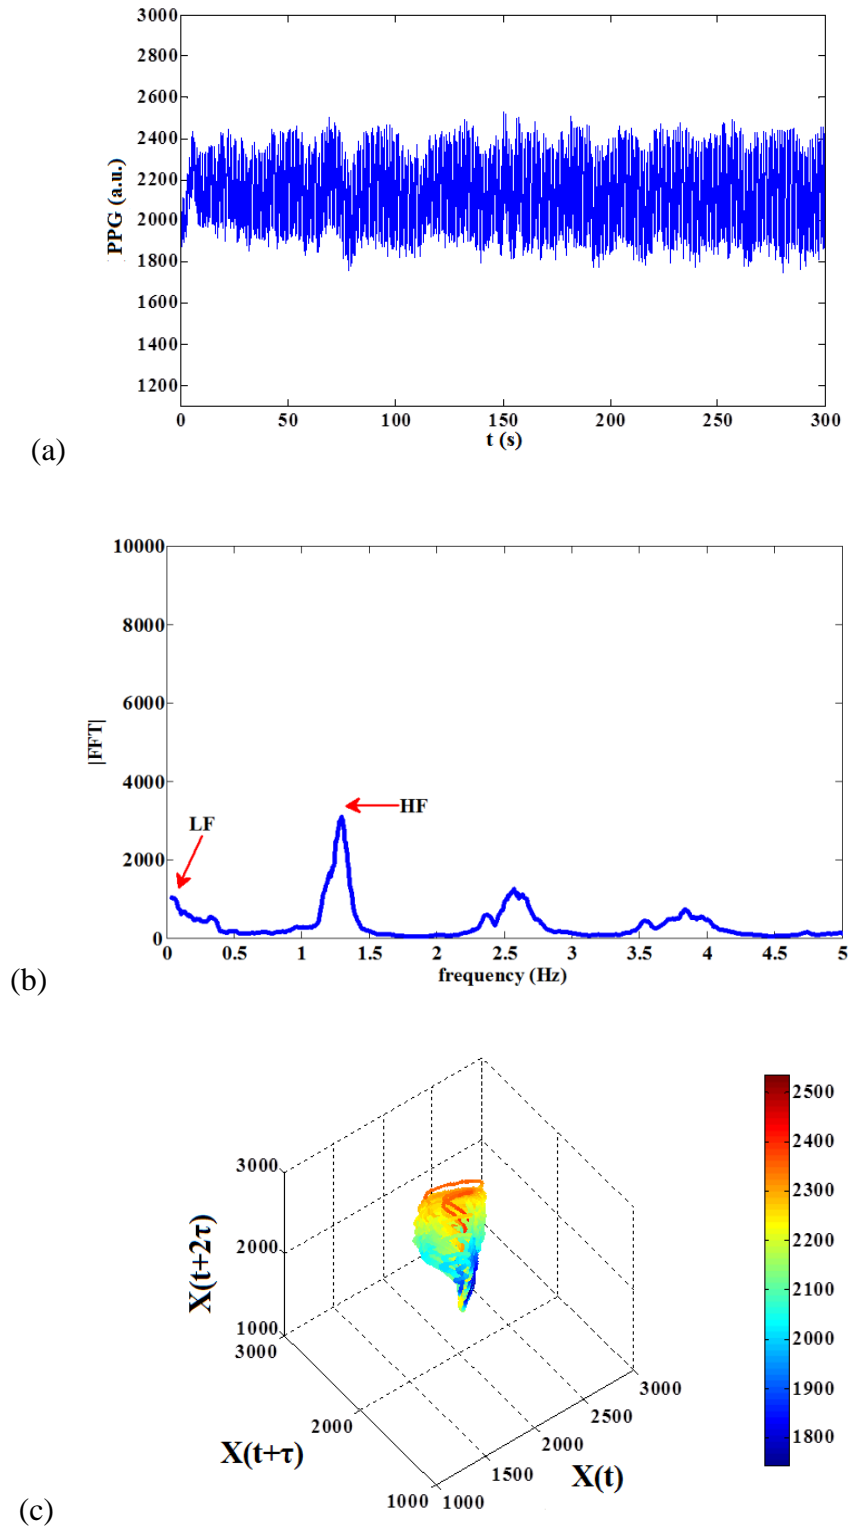 3000
2800
2600
2400
2200
2000
1800
1600
1400
1200
PPG (a.u.)
0 50 100 150 200 250 300
t (s)
(a)
10000
8000
6000
4000
2000
0
|FFT|
LF
HF
0 0.5 1 1.5 2 2.5 3 3.5 4 4.5 5
frequency (Hz)
(b)
3000
2000
1000
X(t+2τ)
3000
2000
1000
X(t+τ)
1000
1500
2000
2500
3000
X(t)
2500
2400
2300
2200
2100
2000
1900
1800
(c)